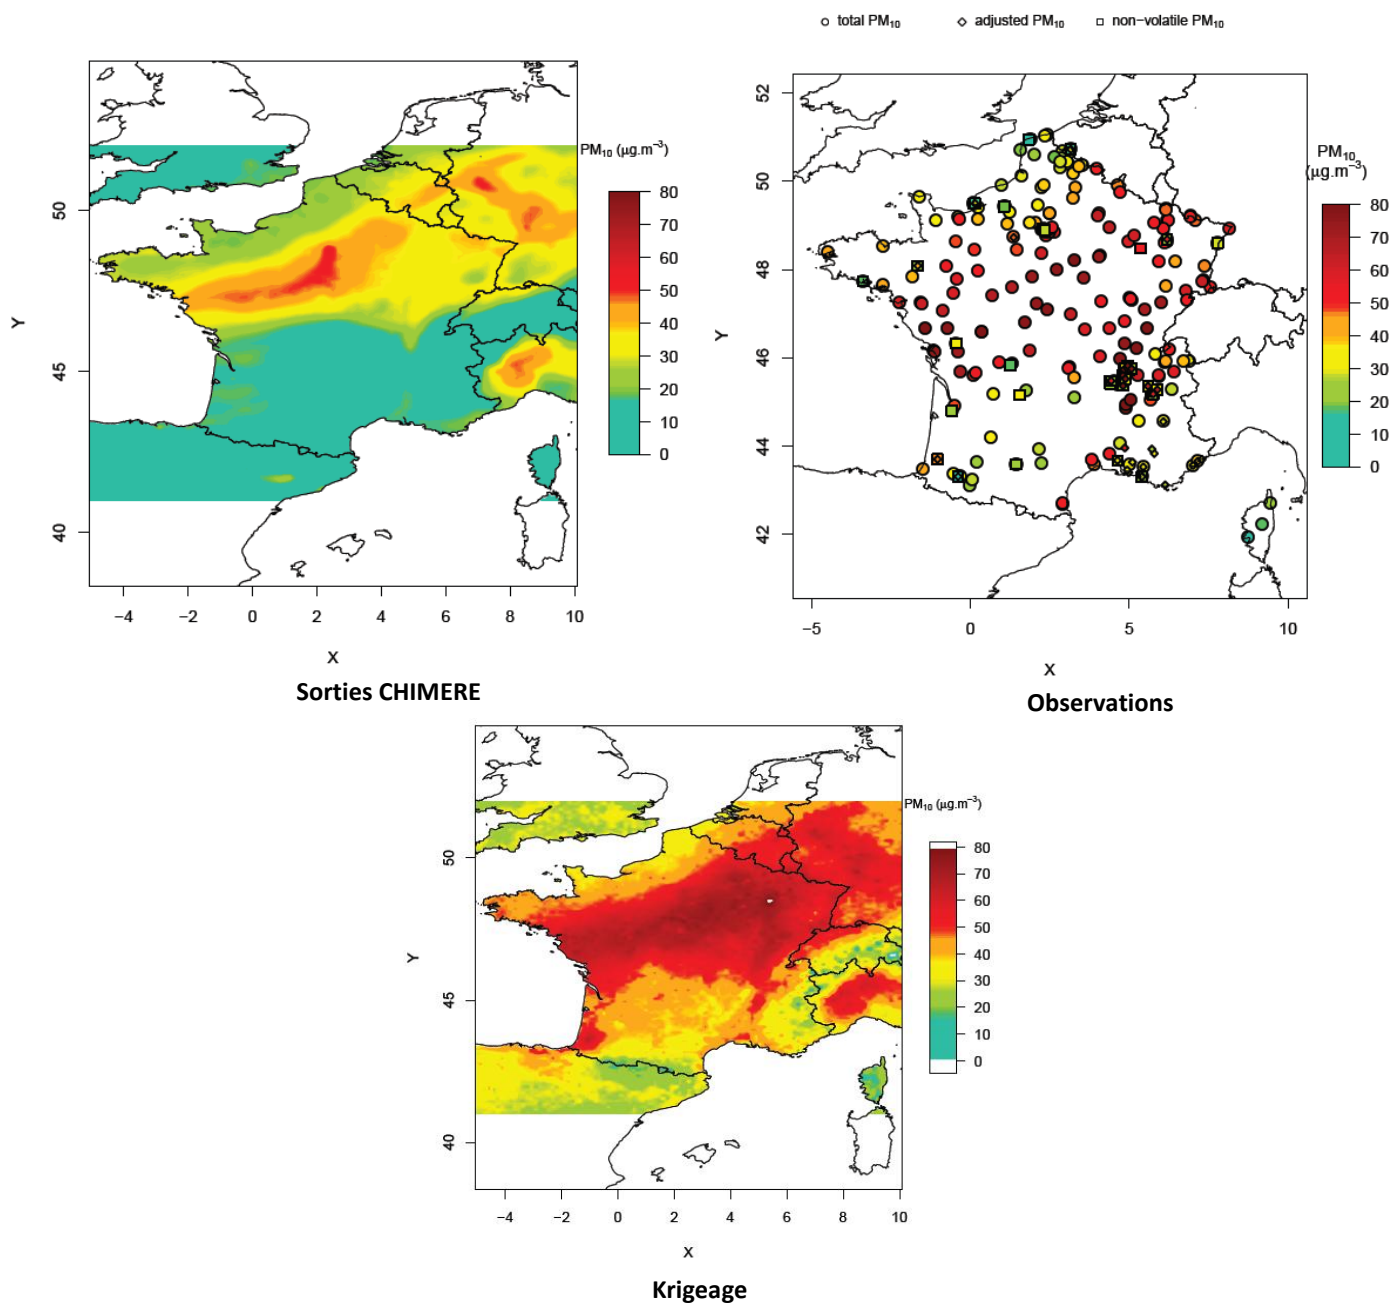 total PM10 adjusted PM10 non−volatile PM10
PM10 (μg.m−3)
80
70
60
50
40
30
20
10
0
50
45
40
Y
−4 −2 0 2 4 6 8 10
X
Sorties CHIMERE
PM10
(μg.m−3)
80
70
60
50
40
30
20
10
0
52
50
48
46
44
42
Y
−5 0 5 10
X
Observations
PM10 (μg.m−3)
80
70
60
50
40
30
20
10
0
50
45
40
Y
−4 −2 0 2 4 6 8 10
X
Krigeage